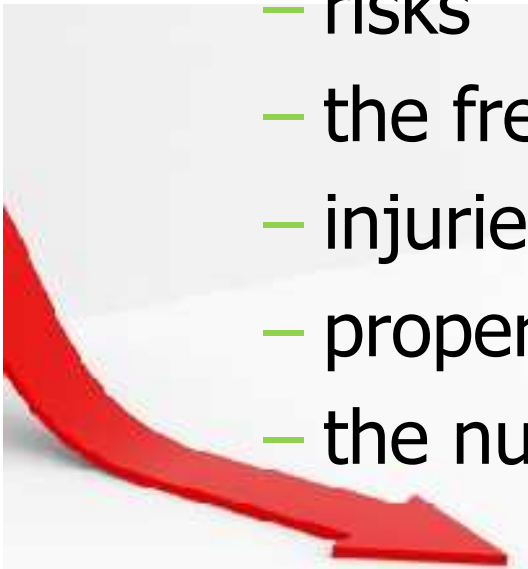 – risks
– the fre
– injurie
– proper
– the nu